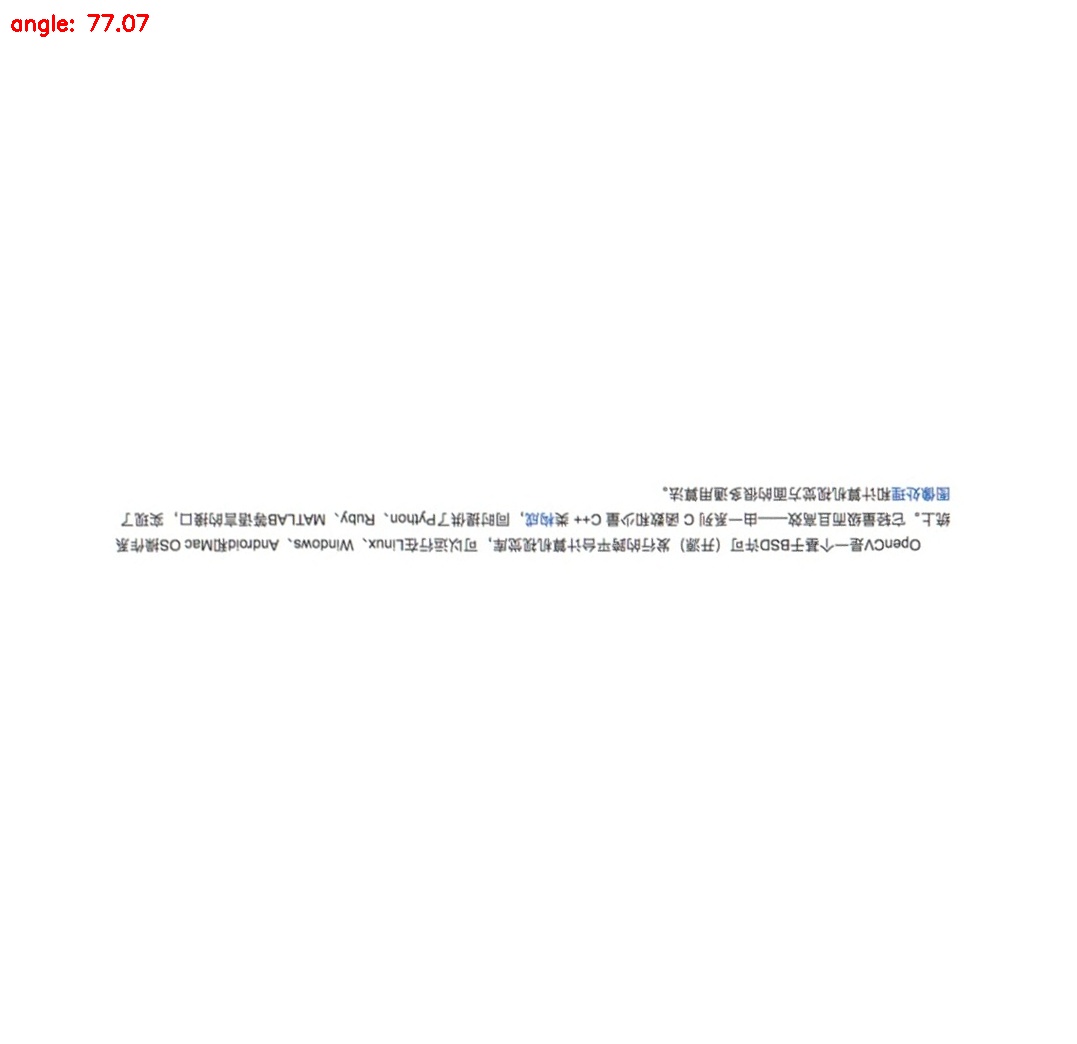 angle: 77.07
OpenCV是一个基于BSD许可（开源）发行的跨平台计算机视觉库，可以运行在Linux、Windows、Android和Mac OS操作系
统上。它轻量级而且高效——由一系列 C 函数和少量 C++ 类构成，同时提供了Python、Ruby、MATLAB等语言的接口，实现了
图像处理和计算机视觉方面的很多通用算法。